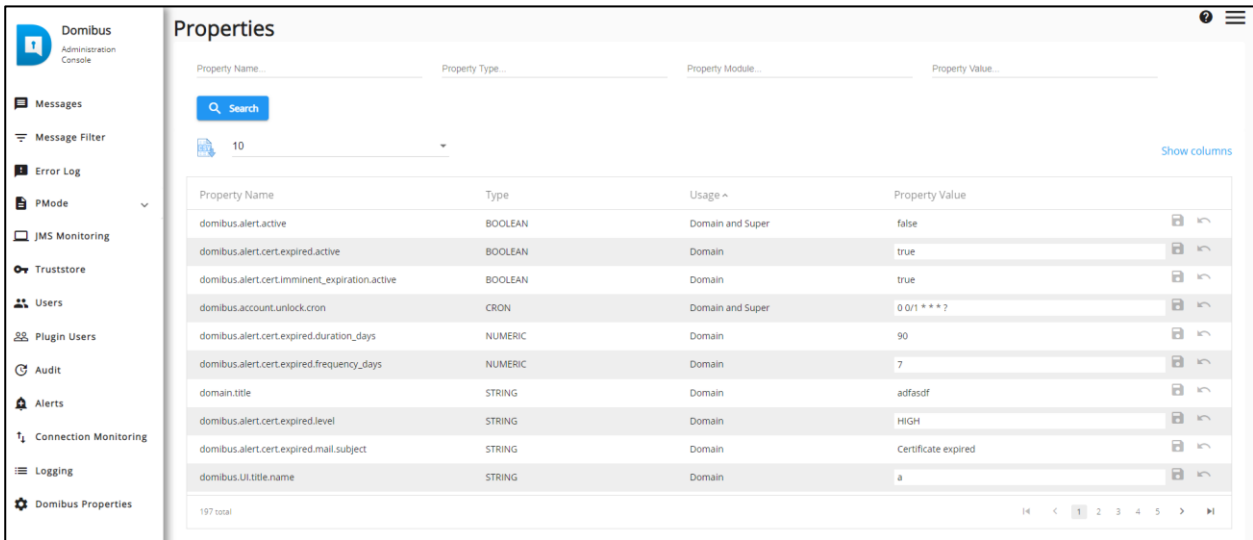 Domibus
Administration
Console
Messages
Message Filter
Error Log
PMode
JMS Monitoring
Truststore
Users
Plugin Users
Audit
Alerts
Connection Monitoring
Logging
Domibus Properties
Properties
Property Name... Property Type... Property Module... Property Value...
Search
10
Show columns
Property Name Type Usage Property Value
domibus.alert.active BOOLEAN Domain and Super false
domibus.alert.cert.expired.active BOOLEAN Domain true
domibus.alert.cert.imminent_expiration.active BOOLEAN Domain true
domibus.account.unlock.cron CRON Domain and Super 0 0/1 * * * ?
domibus.alert.cert.expired.duration_days NUMERIC Domain 90
domibus.alert.cert.expired.frequency_days NUMERIC Domain 7
domain.title STRING Domain adfasdf
domibus.alert.cert.expired.level STRING Domain HIGH
domibus.alert.cert.expired.mail.subject STRING Domain Certificate expired
domibus.UI.title.name STRING Domain a
197 total 1 2 3 4 5